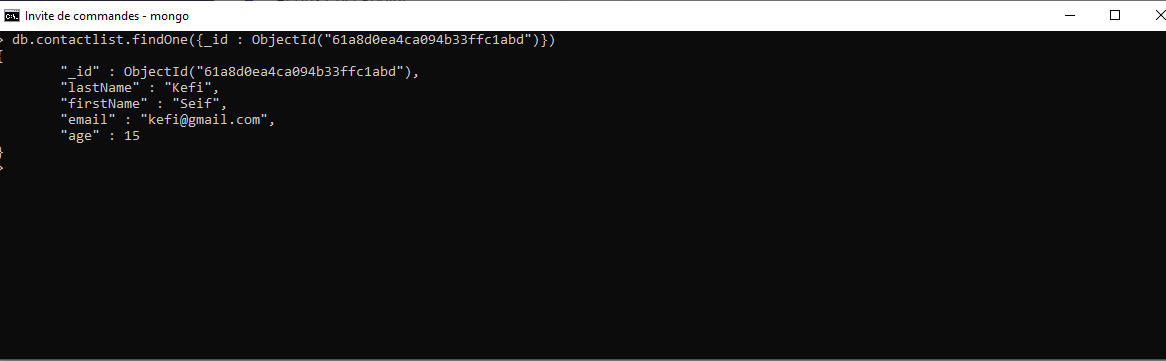 Invite de commandes - mongo
> db.contactlist.findOne({_id : ObjectId("61a8d0ea4ca094b33ffc1abd")})
{
"_id" : ObjectId("61a8d0ea4ca094b33ffc1abd"),
"lastName" : "Kefi",
"firstName" : "Seif",
"email" : "kefi@gmail.com",
"age" : 15
}
>